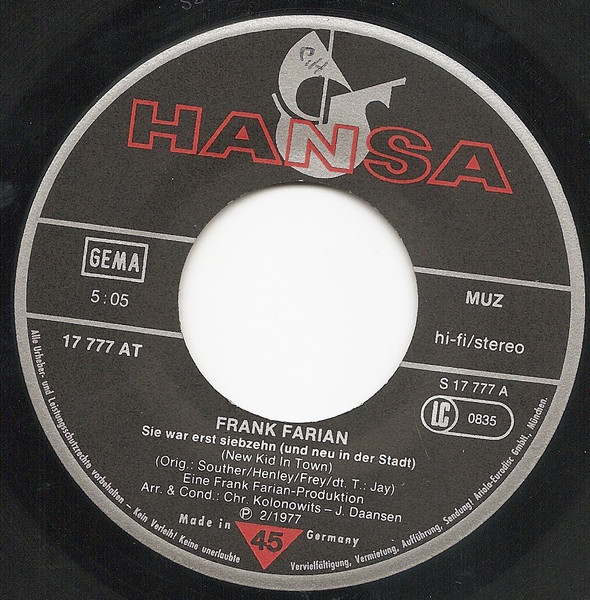 HANSA
GEMA
5:05
MUZ
hi-fi/stereo
17 777 AT
S 17 777 A
LC 0835
FRANK FARIAN
Sie war erst siebzehn (und neu in der Stadt)
(New Kid In Town)
(Orig.: Souther/Henley/Frey/dt. T.: Jay)
Eine Frank Farian-Produktion
Arr. & Cond.: Chr. Kolonowits – J. Daansen
Ⓟ 2/1977
Made in 45 Germany
Alle Urheber- und Leistungsschutzrechte vorbehalten - Kein Verleih! Keine unerlaubte Vervielfältigung, Vermietung, Aufführung, Sendung! Ariola-Eurodisc GmbH, München.